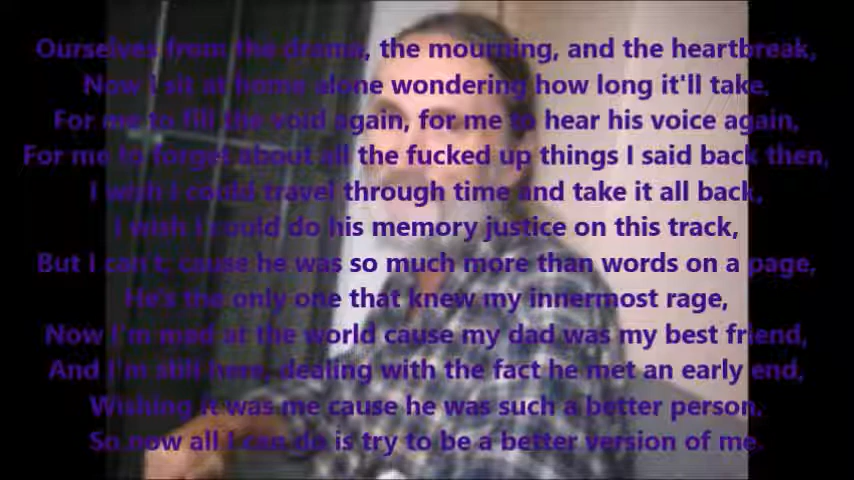 Ourselves from the drama, the mourning, and the heartbreak,
Now I sit at home alone wondering how long it'll take,
For me to fill the void again, for me to hear his voice again,
For me to forget about all the fucked up things I said back then,
I wish I could travel through time and take it all back,
I wish I could do his memory justice on this track,
But I can't, cause he was so much more than words on a page,
He's the only one that knew my innermost rage,
Now I'm mad at the world cause my dad was my best friend,
And I'm still here, dealing with the fact he met an early end,
Wishing it was me cause he was such a better person.
So now all I can do is try to be a better version of me.